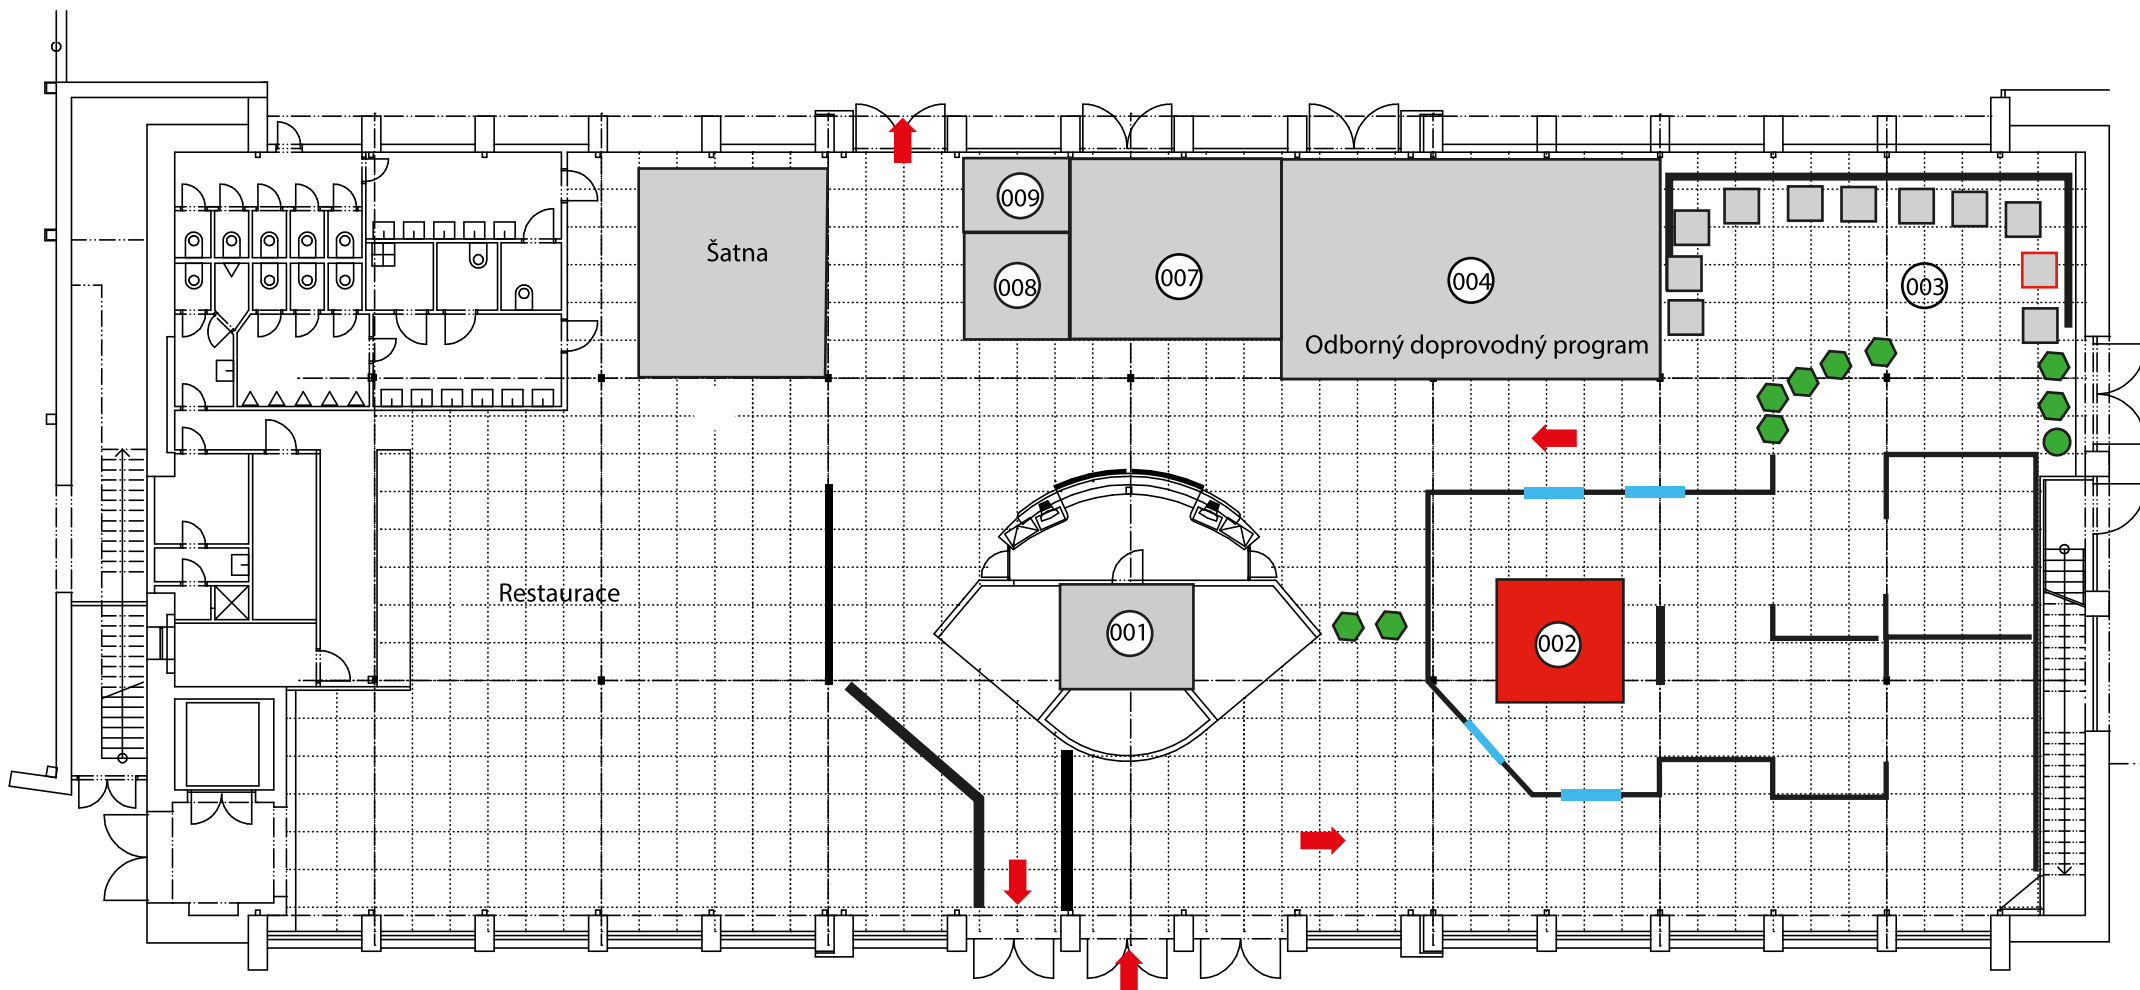 009
Šatna
007
004
008
003
Odborný doprovodný program
Restaurace
001
002